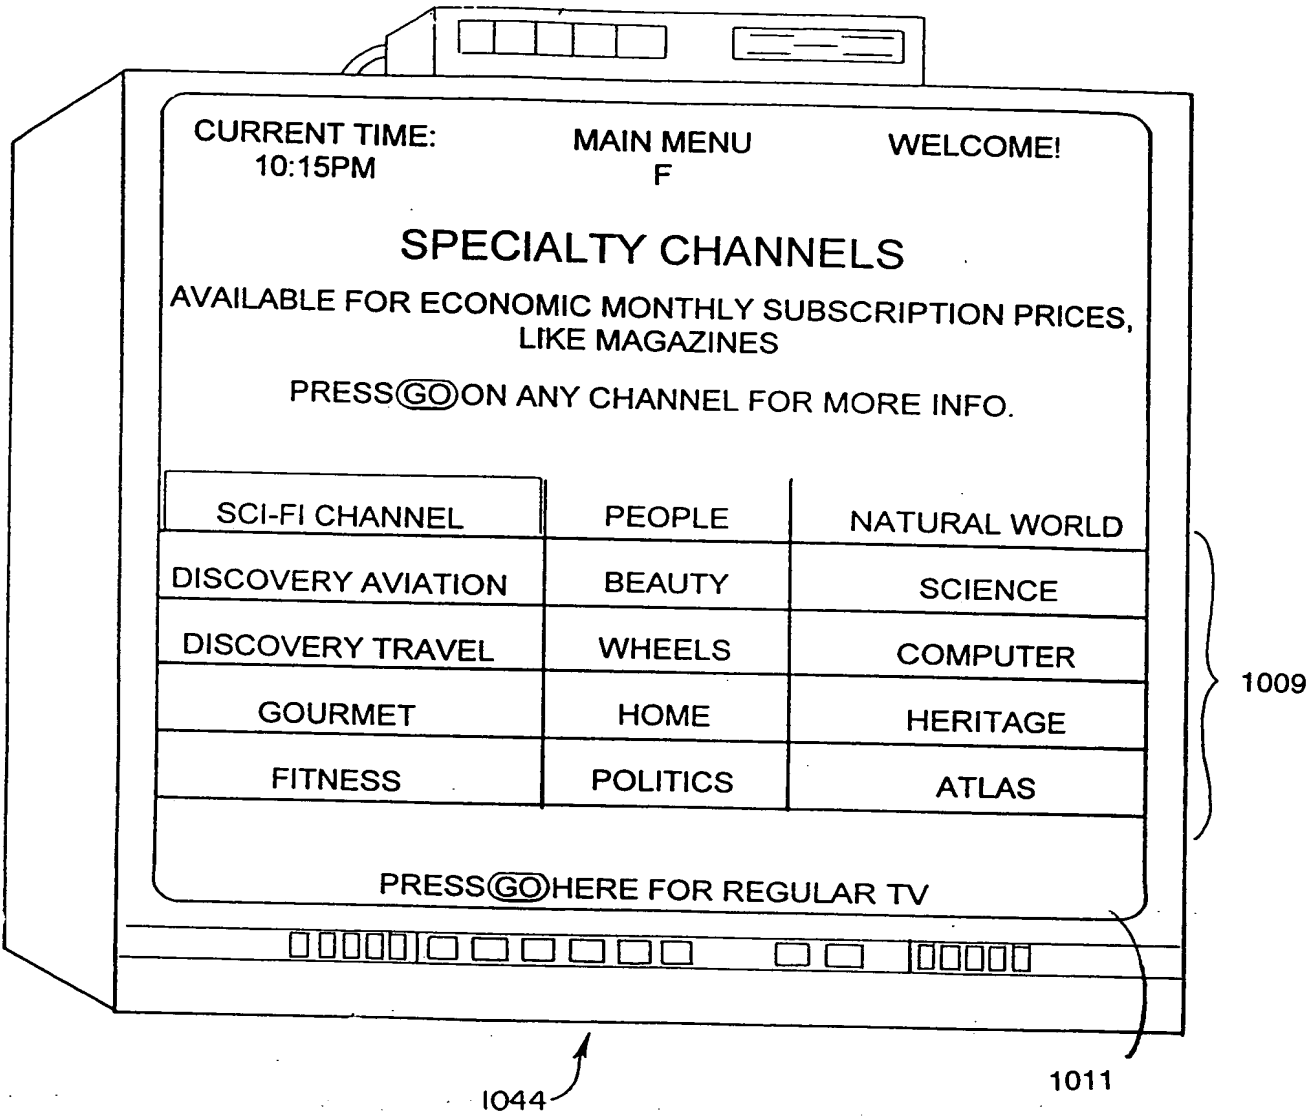 CURRENT TIME: MAIN MENU WELCOME!
10:15PM F
SPECIALTY CHANNELS
AVAILABLE FOR ECONOMIC MONTHLY SUBSCRIPTION PRICES,
LIKE MAGAZINES
PRESS GO ON ANY CHANNEL FOR MORE INFO.
SCI-FI CHANNEL PEOPLE NATURAL WORLD
DISCOVERY AVIATION BEAUTY SCIENCE
DISCOVERY TRAVEL WHEELS COMPUTER
1009
GOURMET HOME HERITAGE
FITNESS POLITICS ATLAS
PRESS GO HERE FOR REGULAR TV
1011
1044